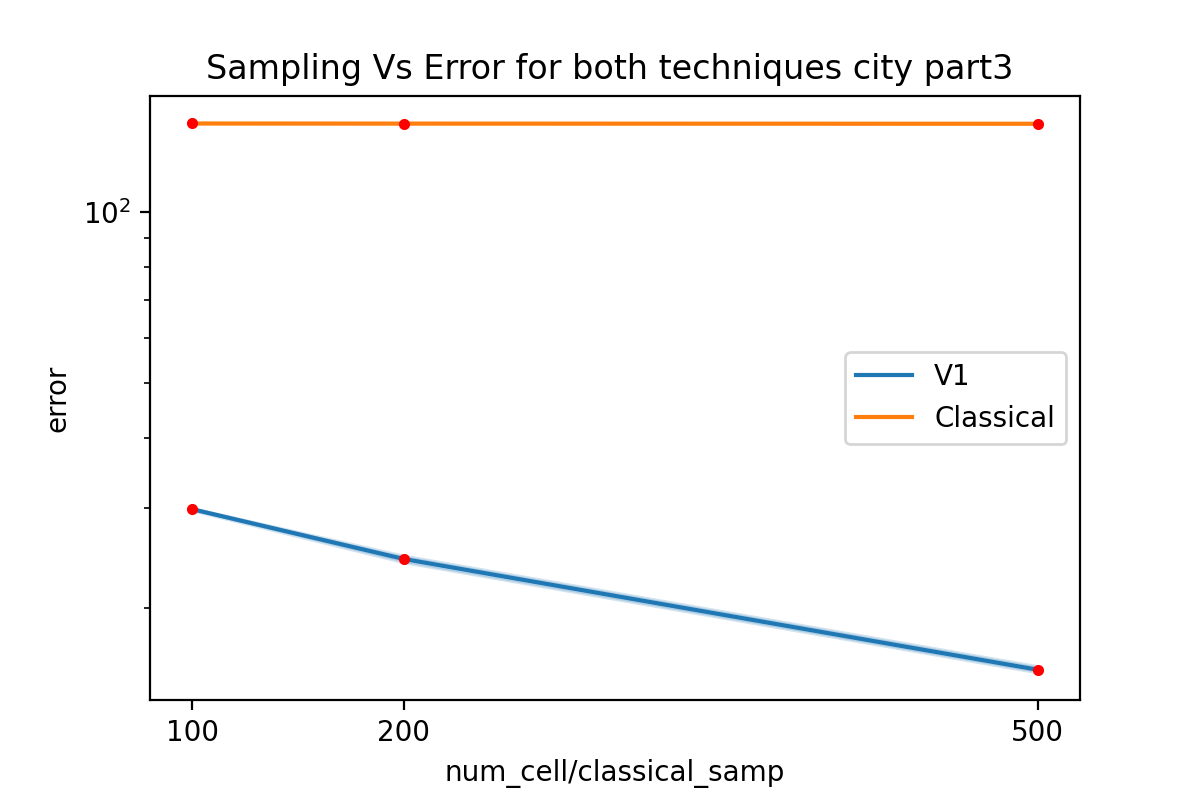 Sampling Vs Error for both techniques city part3
10²
error
V1
Classical
100 200 500
num_cell/classical_samp